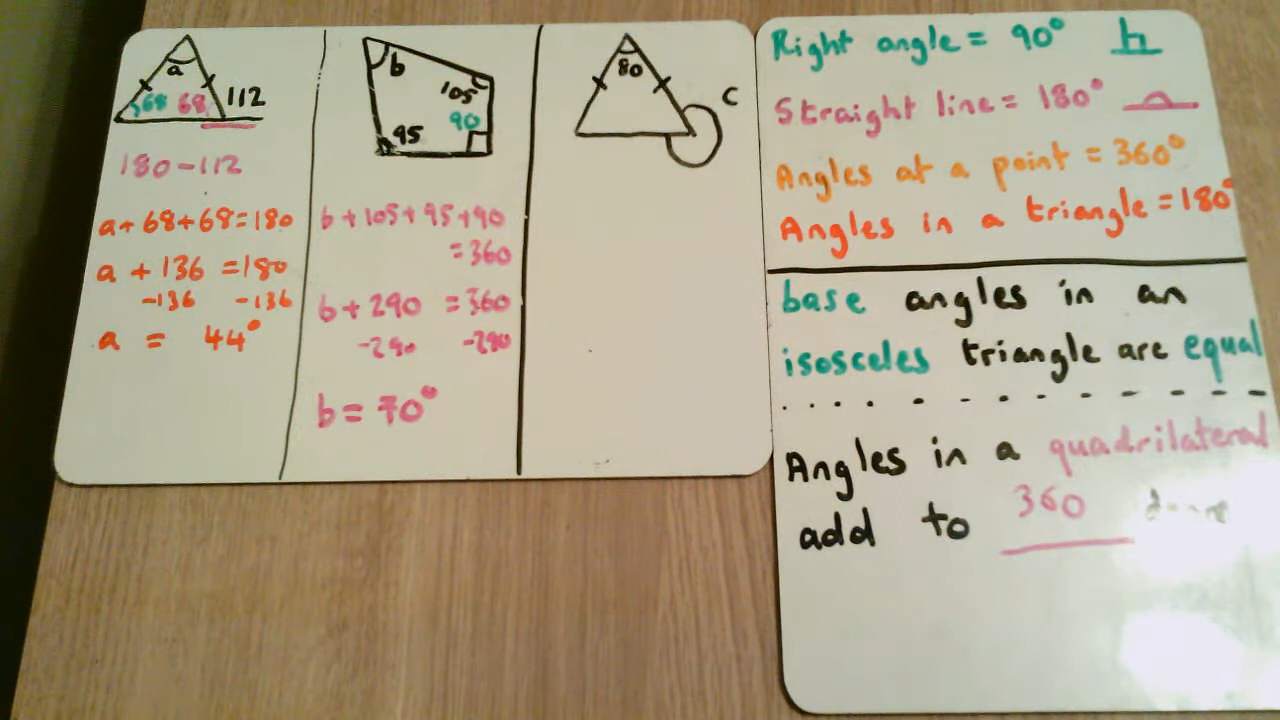 a
68 68 112
180-112
a+68+68=180
a + 136 =180
-136 -136
a = 44°
b
105
90
95
b+105+95+90
=360
b+290 =360
-290 -290
b=70°
80
C
Right angle = 90°
Straight line = 180°
Angles at a point = 360°
Angles in a triangle = 180°
base angles in an
isosceles triangle are equal
Angles in a quadrilateral
add to 360